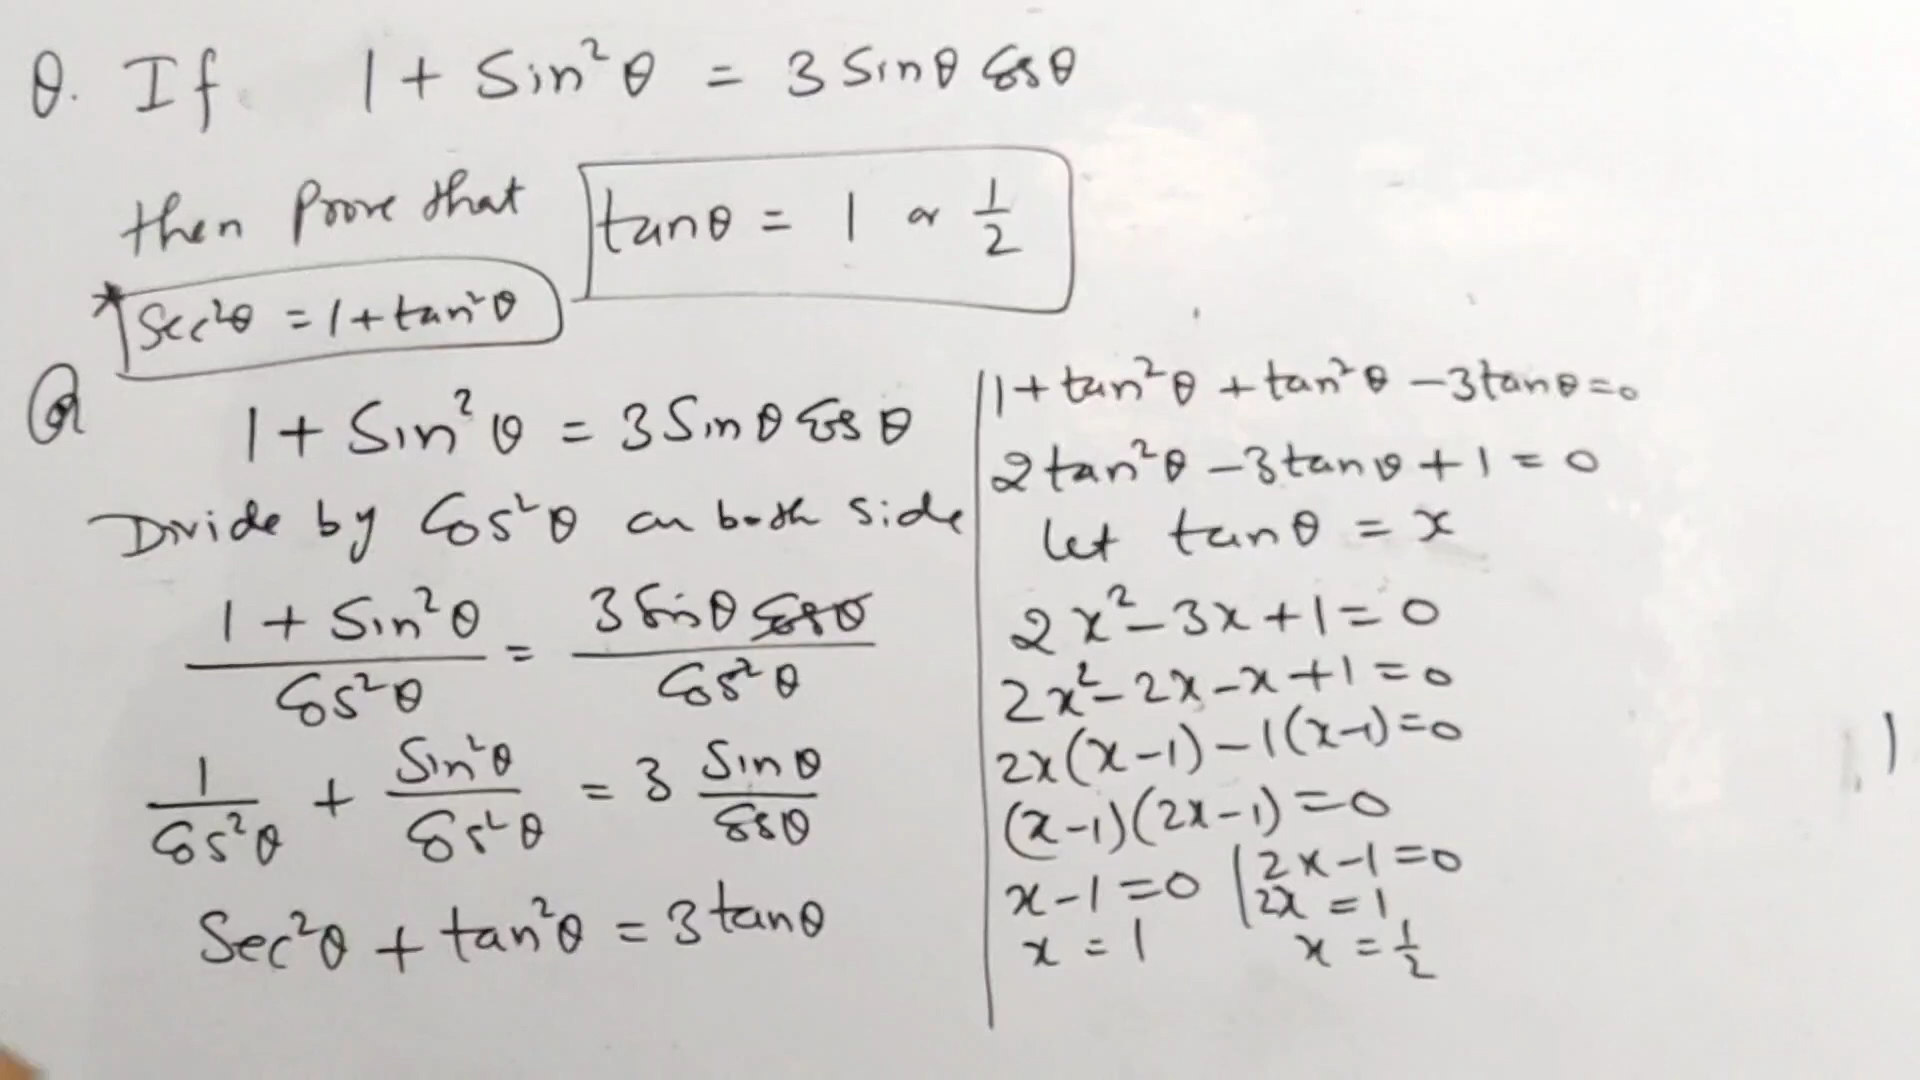 Q. If 1 + Sin²θ = 3 Sinθ Cosθ
then Prove that tanθ = 1 or 1/2
* Sec²θ = 1 + tan²θ
1 + Sin²θ = 3 Sinθ Cosθ
Divide by Cos²θ on both side
(1 + Sin²θ)/Cos²θ = (3 Sinθ Cosθ)/Cos²θ
1/Cos²θ + Sin²θ/Cos²θ = 3 Sinθ/Cosθ
Sec²θ + tan²θ = 3 tanθ
1 + tan²θ + tan²θ - 3tanθ = 0
2tan²θ - 3tanθ + 1 = 0
let tanθ = x
2x² - 3x + 1 = 0
2x² - 2x - x + 1 = 0
2x(x-1) - 1(x-1) = 0
(x-1)(2x-1) = 0
x - 1 = 0 | 2x - 1 = 0
2x = 1
x = 1 x = 1/2